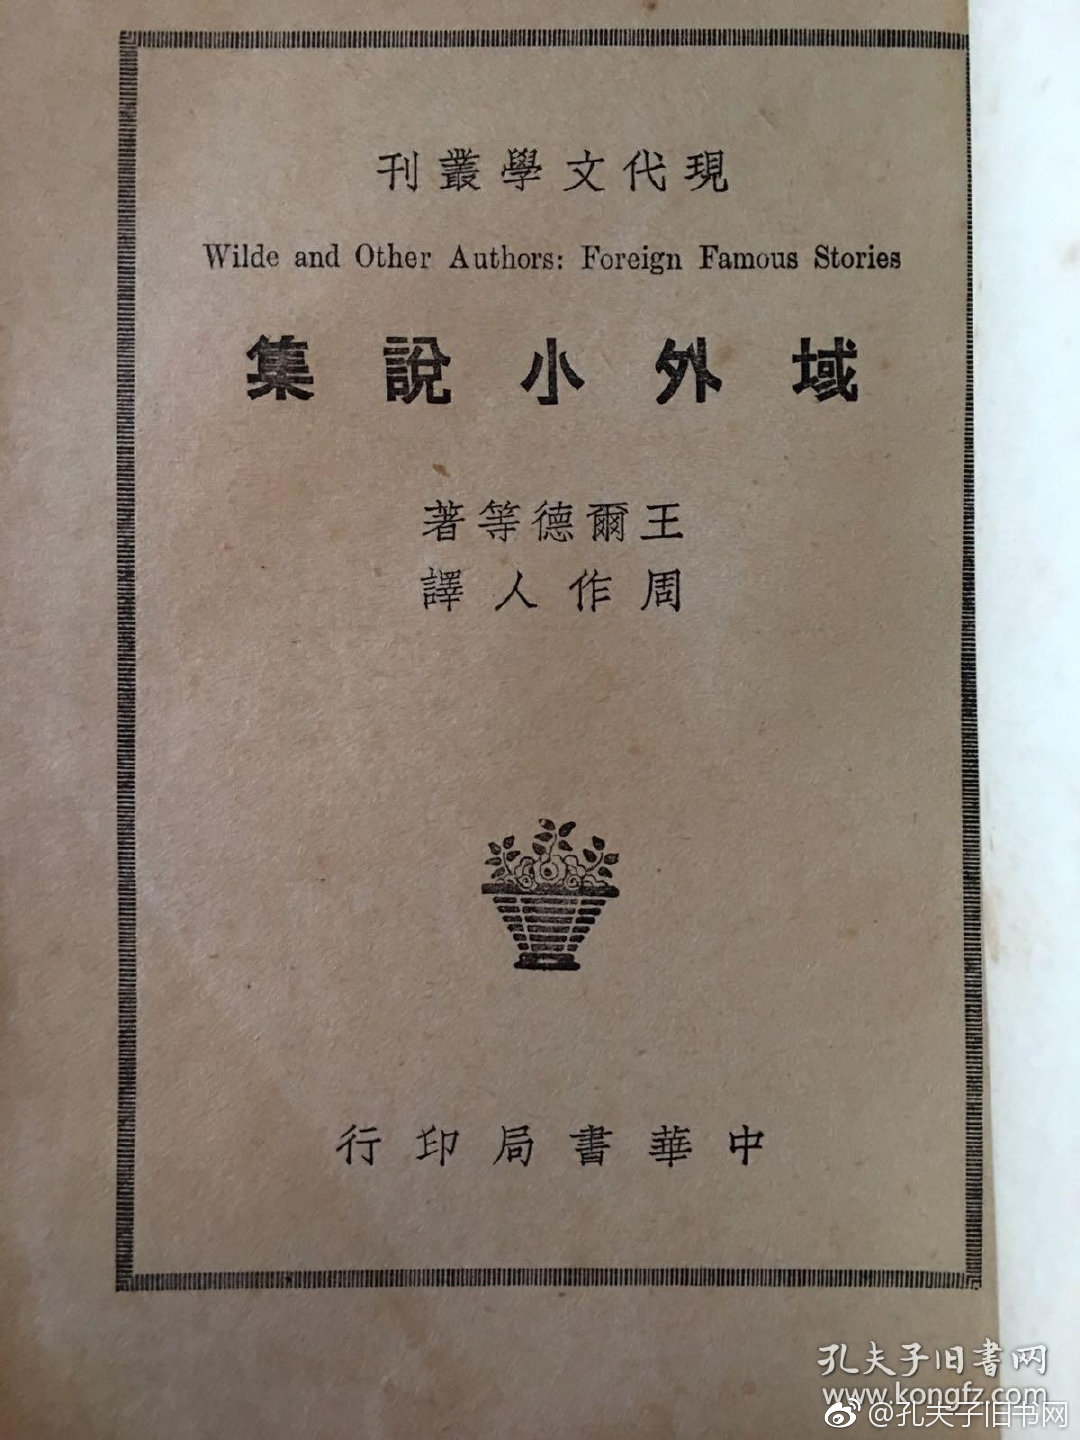 現代文學叢刊
Wilde and Other Authors: Foreign Famous Stories
域外小說集
王爾德等著
周作人譯
中華書局印行
孔夫子旧書网
www.kongfz.com
@孔夫子旧书网